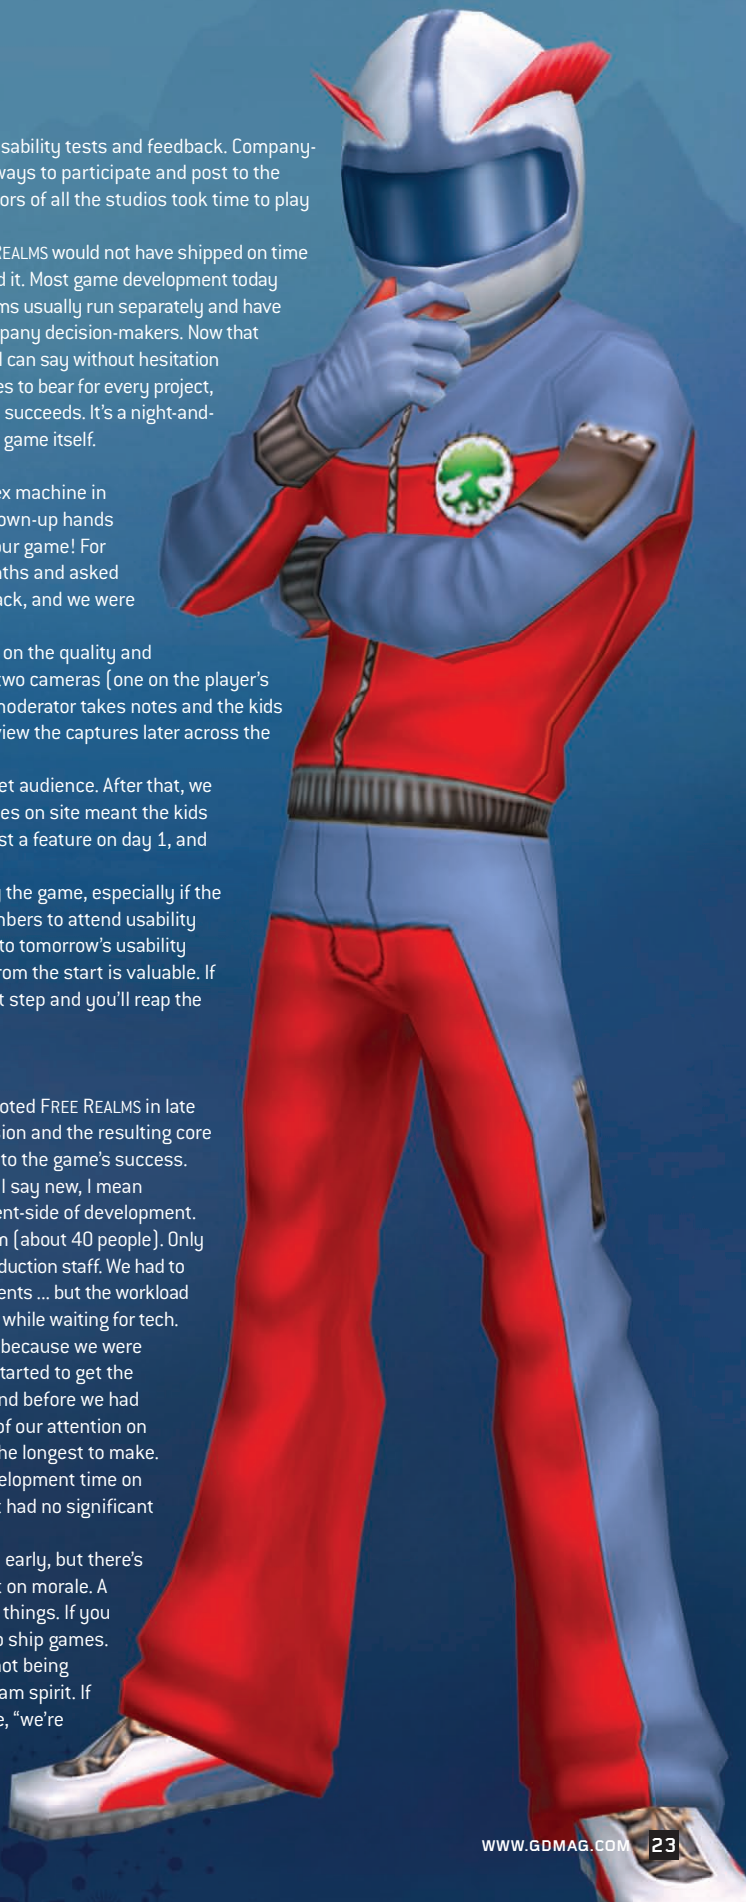 sability tests and feedback. Company-
ways to participate and post to the
ors of all the studios took time to play
REALMS would not have shipped on time
d it. Most game development today
ms usually run separately and have
pany decision-makers. Now that
I can say without hesitation
es to bear for every project,
succeeds. It's a night-and-
game itself.
ex machine in
own-up hands
our game! For
nths and asked
ack, and we were
on the quality and
two cameras (one on the player's
moderator takes notes and the kids
view the captures later across the
et audience. After that, we
es on site meant the kids
st a feature on day 1, and
g the game, especially if the
mbers to attend usability
to tomorrow's usability
rom the start is valuable. If
t step and you'll reap the
oted FREE REALMS in late
sion and the resulting core
to the game's success.
I say new, I mean
ent-side of development.
m (about 40 people). Only
duction staff. We had to
ents ... but the workload
while waiting for tech.
because we were
started to get the
nd before we had
of our attention on
he longest to make.
elopment time on
t had no significant
early, but there's
t on morale. A
things. If you
o ship games.
not being
am spirit. If
e, "we're
WWW.GDMAG.COM 23